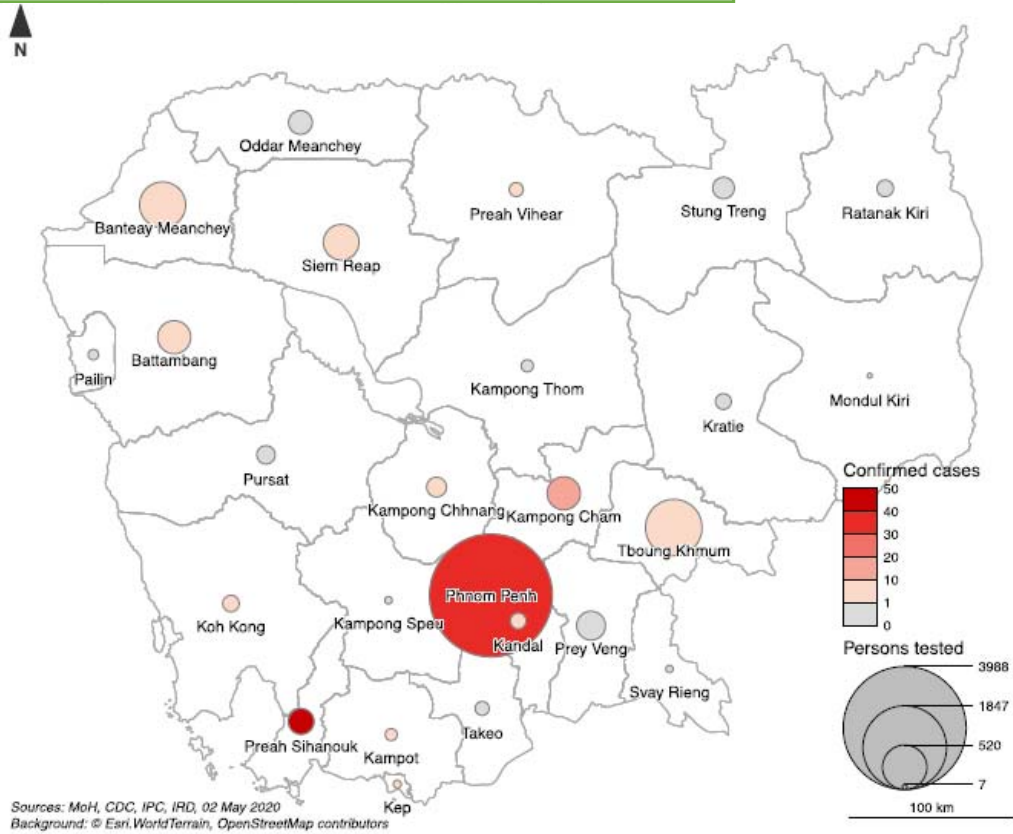 N
Oddar Meanchey
Banteay Meanchey
Siem Reap
Preah Vihear
Stung Treng
Ratanak Kiri
Battambang
Pailin
Kampong Thom
Kratie
Mondul Kiri
Pursat
Kampong Chhnang
Kampong Cham
Tboung Khmum
Phnom Penh
Koh Kong
Kampong Speu
Kandal
Prey Veng
Svay Rieng
Preah Sihanouk
Kampot
Takeo
Kep
Confirmed cases
50
40
30
20
10
1
0
Persons tested
3988
1847
520
7
100 km
Sources: MoH, CDC, IPC, IRD, 02 May 2020
Background: © Esri.WorldTerrain, OpenStreetMap contributors